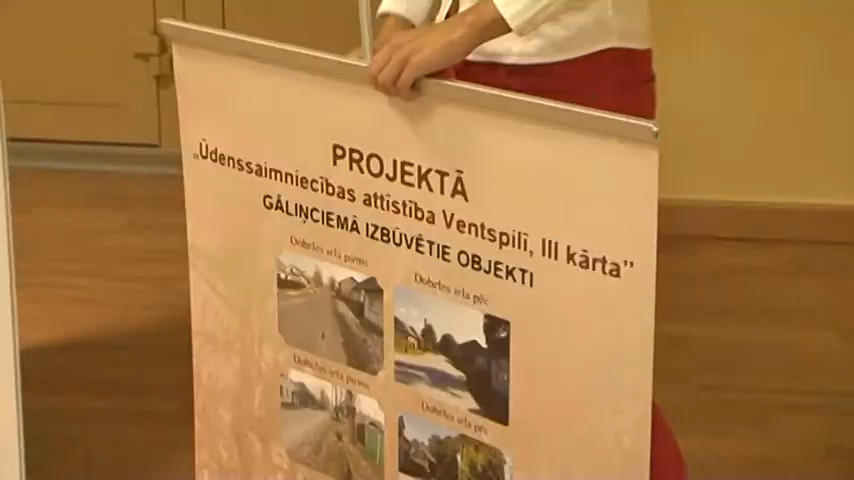 PROJEKTĀ
„Ūdenssaimniecības attīstība Ventspilī, III kārta”
GĀLIŅCIEMĀ IZBŪVĒTIE OBJEKTI
Dobeles iela pirms
Dobeles iela pēc
Dobeles iela pirms
Dobeles iela pēc